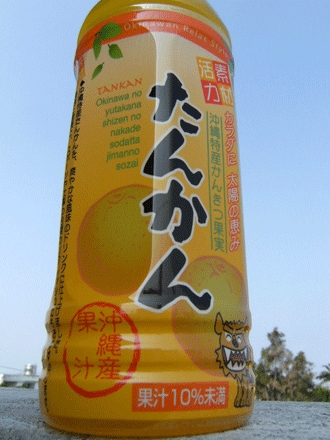 Okinawan Relax Style
活力
素材
TANKAN
Okinawa no
yutakana
shizen no
nakade
sodatta
jimanno
sozai
たんかん
沖縄特産かんきつ果実
カラダに太陽の恵み
沖縄産
果汁
果汁10%未満